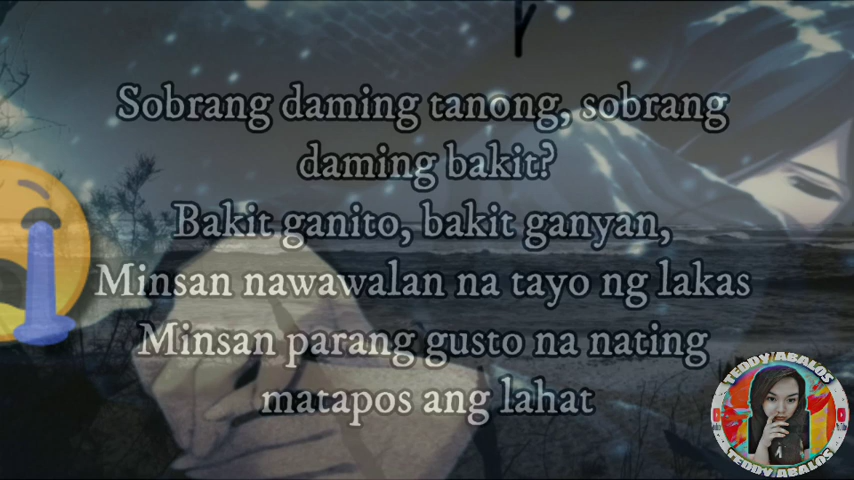 Sobrang daming tanong, sobrang
daming bakit?
Bakit ganito, bakit ganyan,
Minsan nawawalan na tayo ng lakas
Minsan parang gusto na nating
matapos ang lahat
TEDDY ABALOS
TEDDY ABALOS